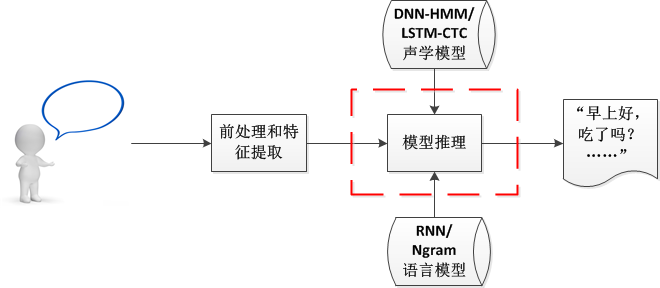 DNN-HMM/
LSTM-CTC
声学模型
前处理和特
征提取
模型推理
“早上好,
吃了吗?
……”
RNN/
Ngram
语言模型